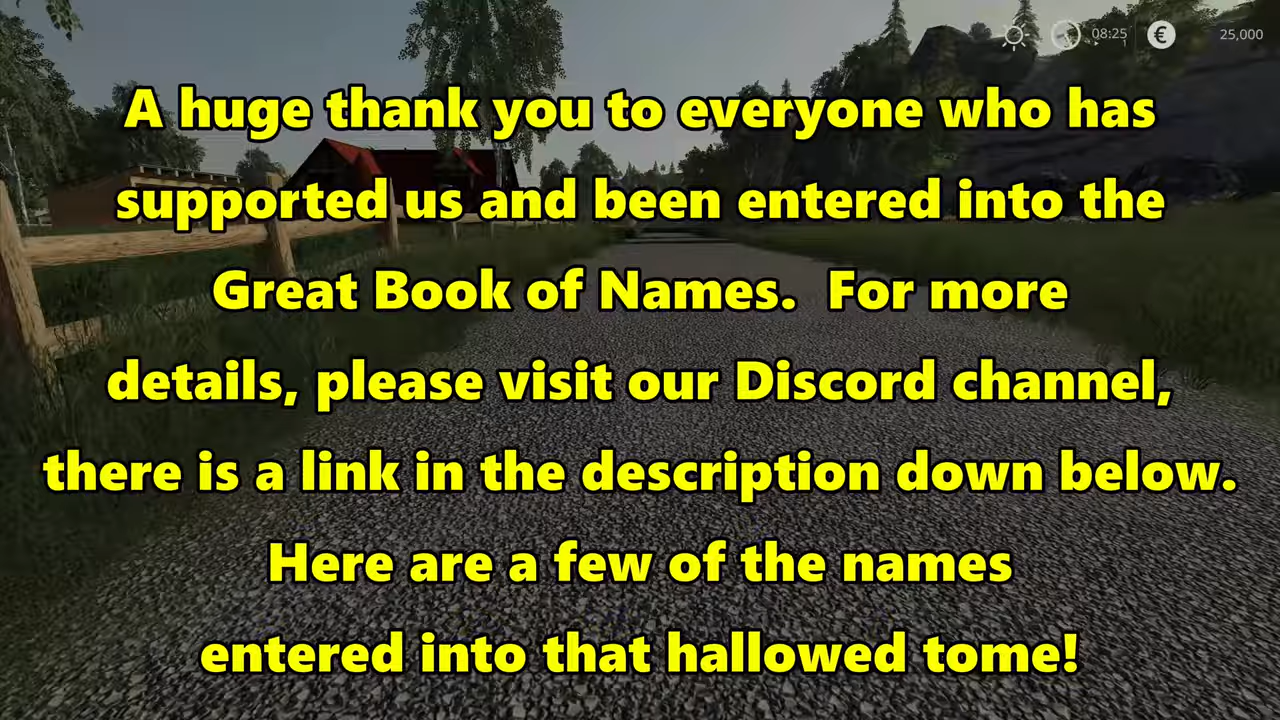 08:25
1
€
25,000
A huge thank you to everyone who has
supported us and been entered into the
Great Book of Names.  For more
details, please visit our Discord channel,
there is a link in the description down below.
Here are a few of the names
entered into that hallowed tome!